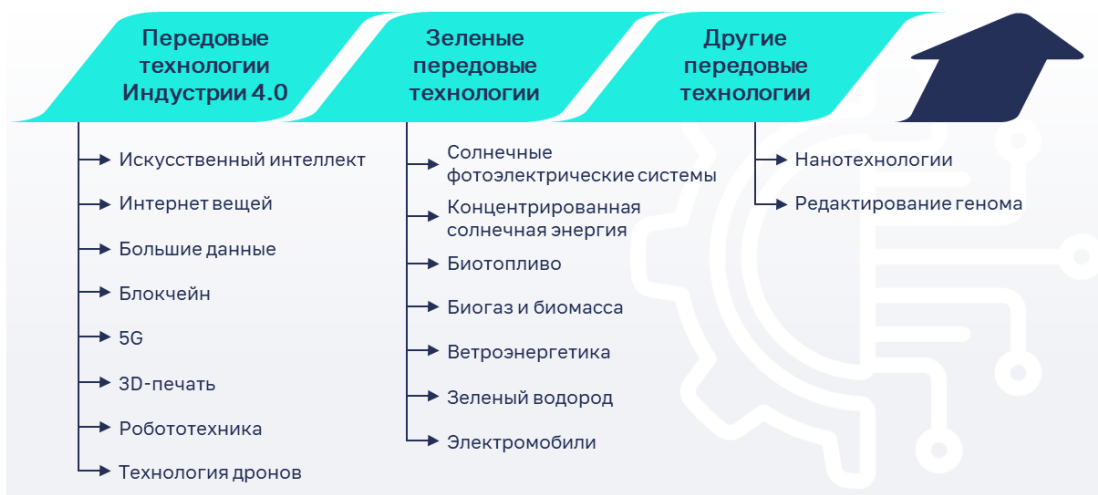 Передовые
технологии
Индустрии 4.0
Искусственный интеллект
Интернет вещей
Большие данные
Блокчейн
5G
3D-печать
Робототехника
Технология дронов
Зеленые
передовые
технологии
Солнечные
фотоэлектрические системы
Концентрированная
солнечная энергия
Биотопливо
Биогаз и биомасса
Ветроэнергетика
Зеленый водород
Электромобили
Другие
передовые
технологии
Нанотехнологии
Редактирование генома